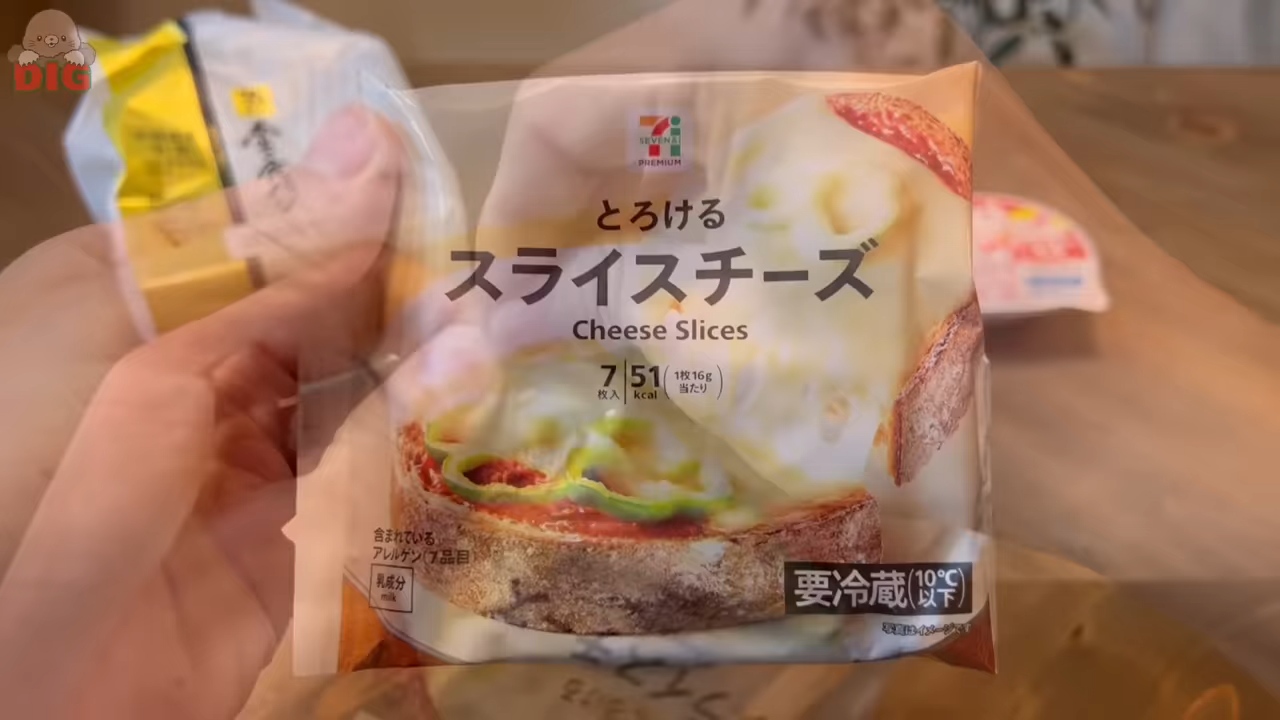 DIG
金の
SEVEN&i
PREMIUM
とろける
スライスチーズ
Cheese Slices
7枚入 51kcal (1枚16g当たり)
含まれている
アレルゲン(7品目
乳成分
milk
要冷蔵(10℃以下)
写真はイメージです